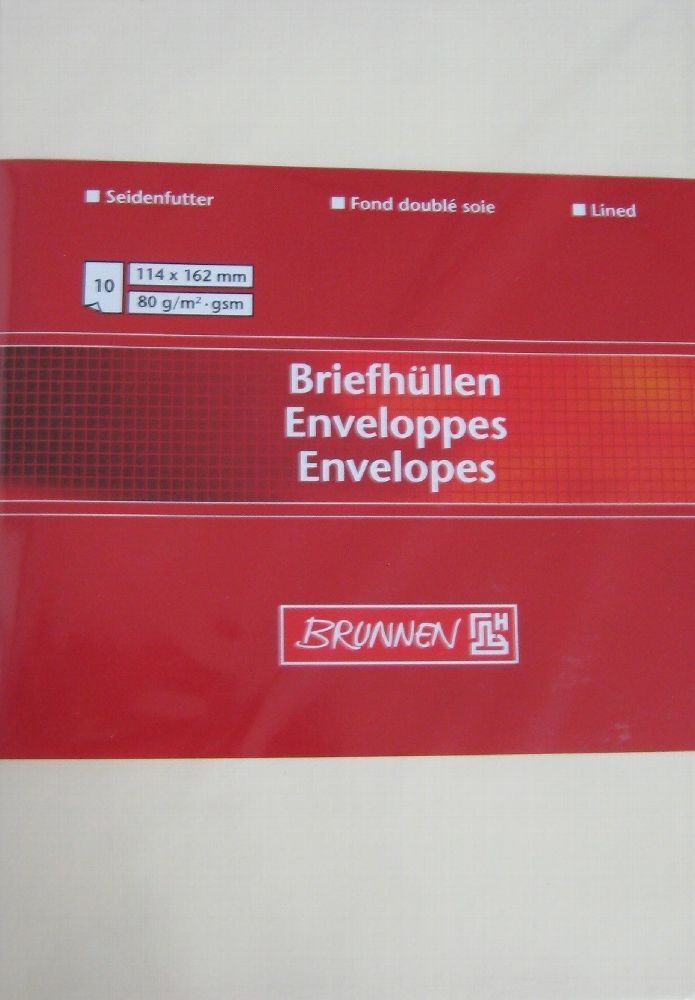 ■ Seidenfutter ■ Fond doublé soie ■ Lined
10
114 x 162 mm
80 g/m²·gsm
Briefhüllen
Enveloppes
Envelopes
BRUNNEN